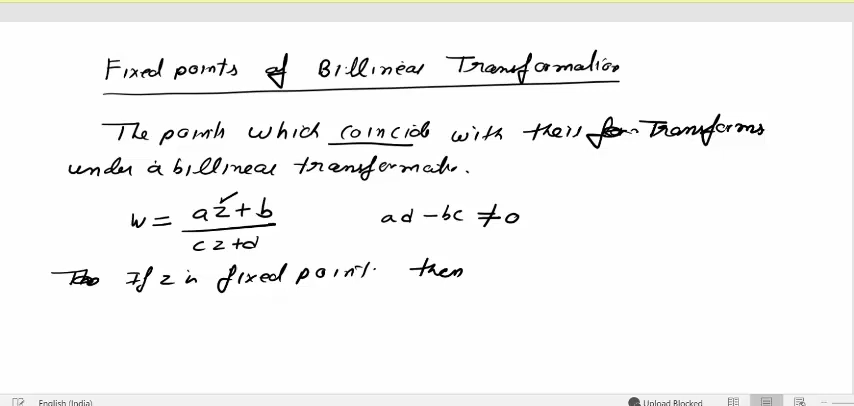 Fixed points of Billinear Transformation
The points which coincide with their Transforms
under a billinear transformatio.
w = az+b / cz+d    ad-bc ≠ 0
If z is fixed point. then
English (India)
Upload Blocked